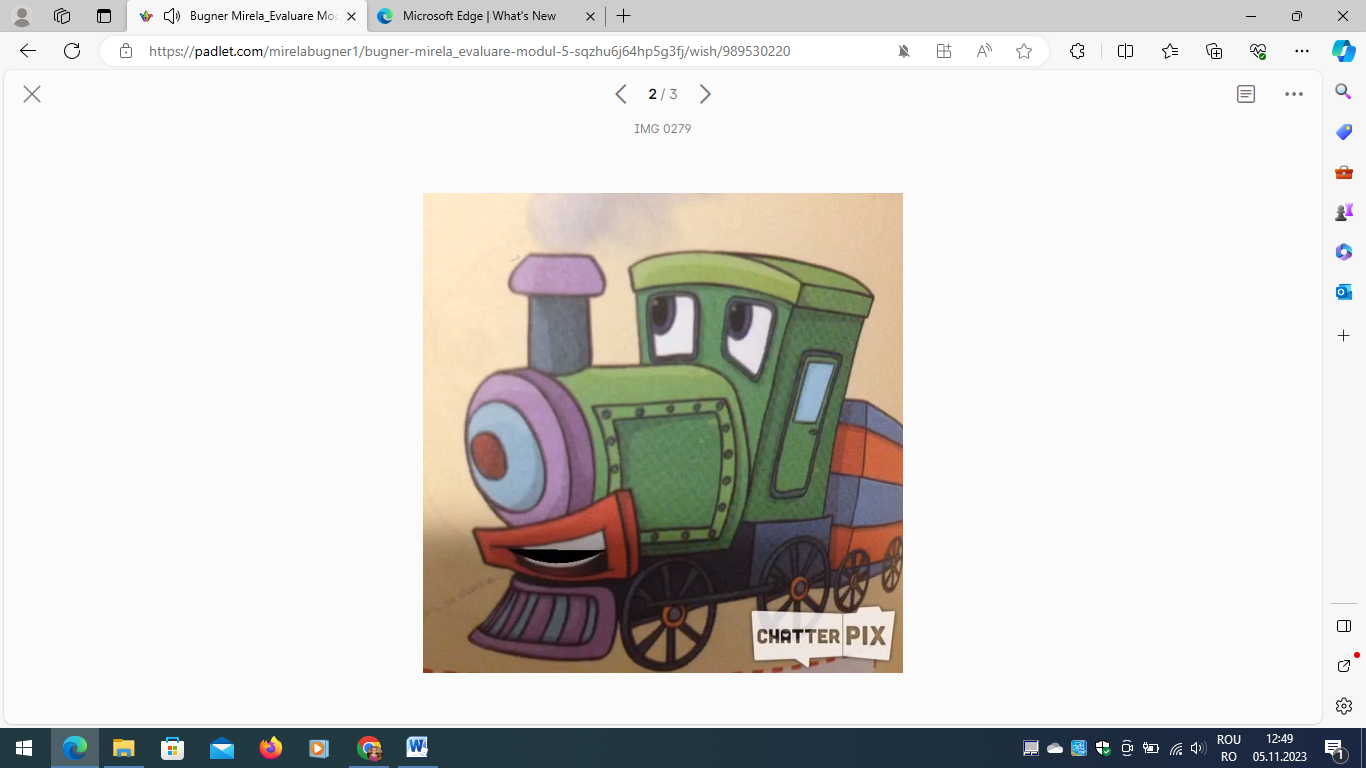 Bugner Mirela_Evaluare Mo
Microsoft Edge | What's New
https://padlet.com/mirelabugner1/bugner-mirela_evaluare-modul-5-sqzhu6j64hp5g3fj/wish/989530220
2 / 3
IMG 0279
CHATTER PIX
ROU
RO
12:49
05.11.2023
1